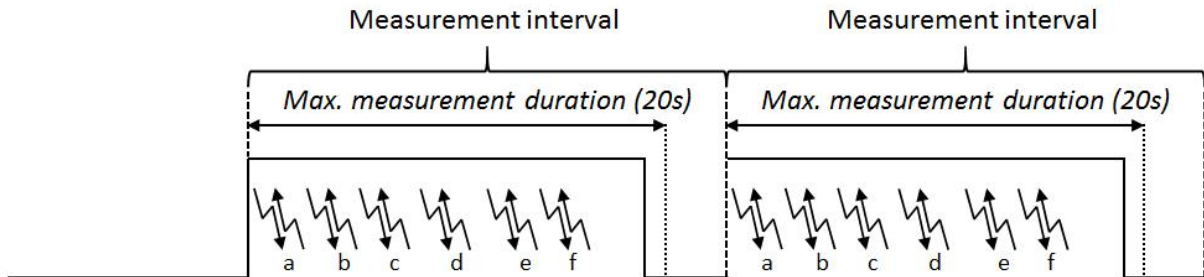 Measurement interval Measurement interval
Max. measurement duration (20s) Max. measurement duration (20s)
a b c d e f a b c d e f